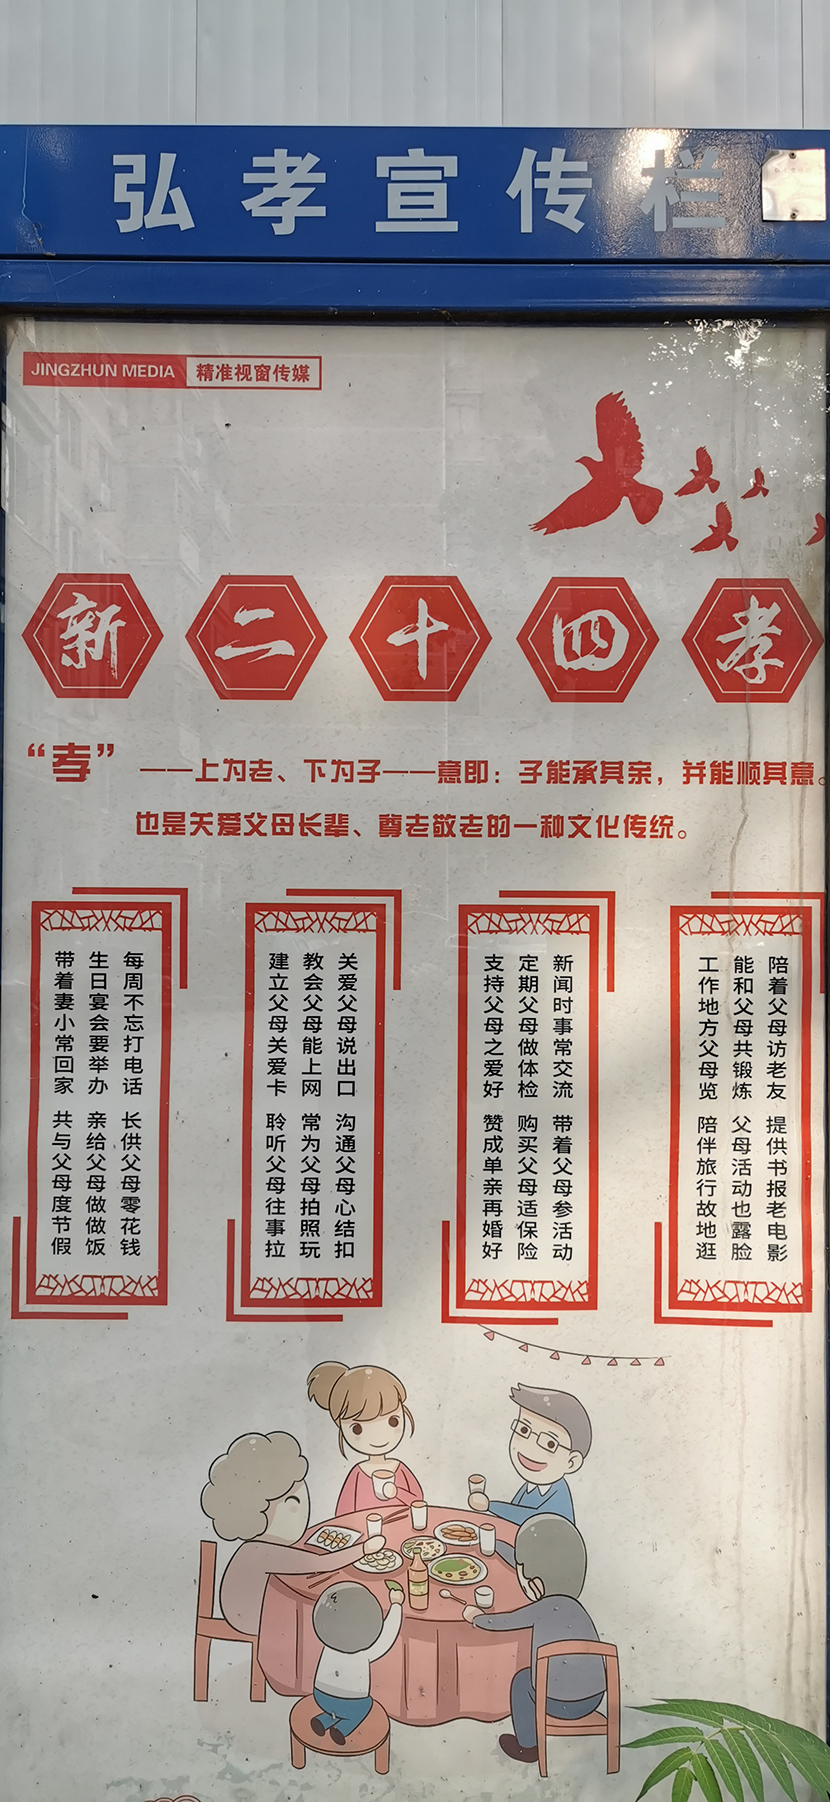 弘孝宣传栏
JINGZHUN MEDIA 精准视窗传媒
新二十四孝
“孝”——上为老、下为子——意即：子能承其亲，并能顺其意。
也是关爱父母长辈、尊老敬老的一种文化传统。
带着妻小常回家 共与父母度节假
生日宴会要举办 亲给父母做做饭
每周不忘打电话 长供父母零花钱
建立父母关爱卡 聆听父母往事拉
教会父母能上网 常为父母拍照玩
关爱父母说出口 沟通父母心结扣
支持父母之爱好 赞成单亲再婚好
定期父母做体检 购买父母适保险
新闻时事常交流 带着父母参活动
工作地方父母览 陪伴旅行故地逛
能和父母共锻炼 父母活动也露脸
陪着父母访老友 提供书报老电影